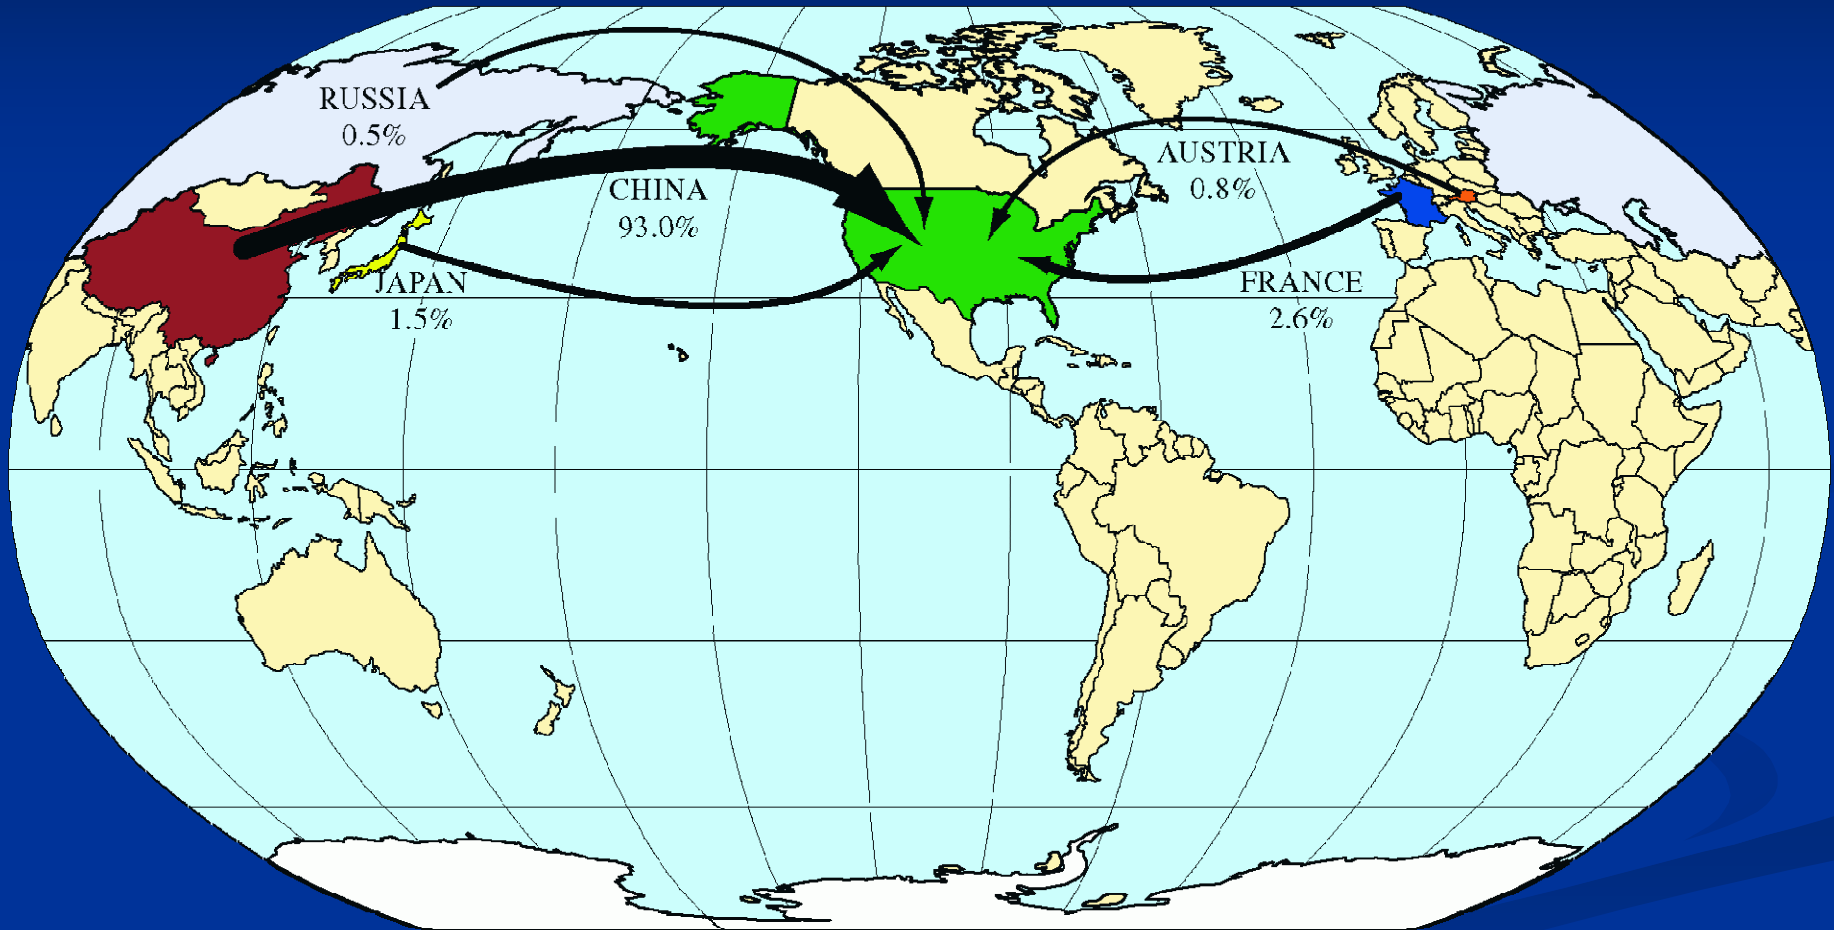 RUSSIA
0.5%
CHINA
93.0%
JAPAN
1.5%
AUSTRIA
0.8%
FRANCE
2.6%